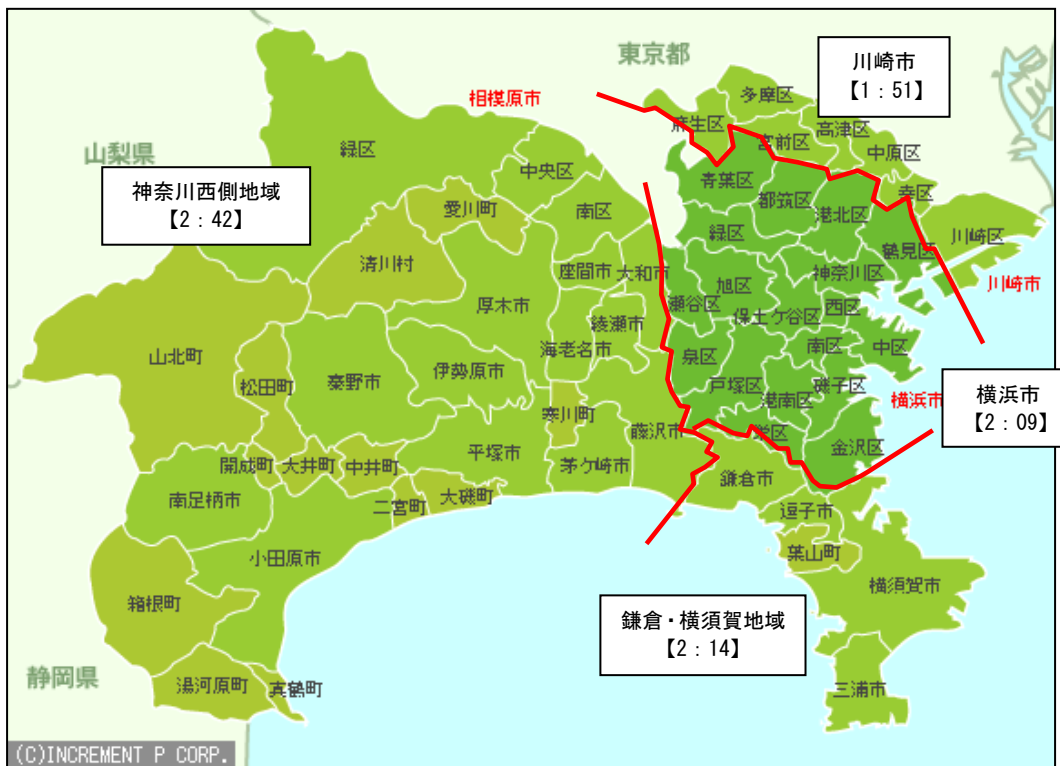 東京都
川崎市
【1：51】
相模原市
多摩区
麻生区
高津区
宮前区
中原区
山梨県
緑区
中央区
神奈川西側地域
【2：42】
愛川町
南区
青葉区
都筑区
港北区
幸区
川崎区
緑区
鶴見区
清川村
座間市
大和市
神奈川区
川崎市
旭区
厚木市
瀬谷区
保土ケ谷区
西区
綾瀬市
山北町
海老名市
泉区
南区
中区
松田町
秦野市
伊勢原市
戸塚区
港南区
磯子区
横浜市
横浜市
【2：09】
寒川町
藤沢市
栄区
金沢区
開成町
大井町
中井町
平塚市
茅ケ崎市
鎌倉市
南足柄市
二宮町
大磯町
逗子市
小田原市
葉山町
横須賀市
箱根町
鎌倉・横須賀地域
【2：14】
静岡県
湯河原町
真鶴町
三浦市
(C)INCREMENT P CORP.